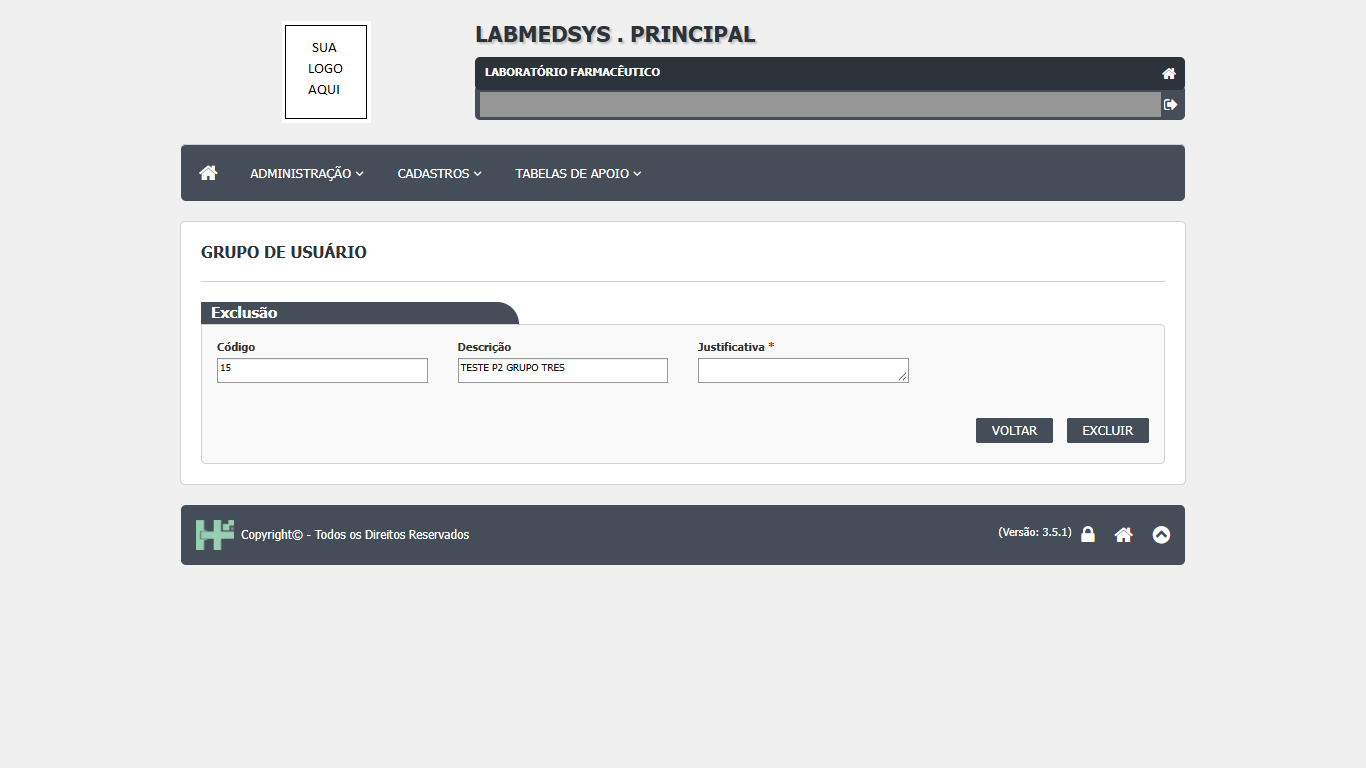 SUA
LOGO
AQUI
LABMEDSYS . PRINCIPAL
LABORATÓRIO FARMACÊUTICO
ADMINISTRAÇÃO CADASTROS TABELAS DE APOIO
GRUPO DE USUÁRIO
Exclusão
Código Descrição Justificativa *
15 TESTE P2 GRUPO TRES
VOLTAR EXCLUIR
Copyright© - Todos os Direitos Reservados (Versão: 3.5.1)